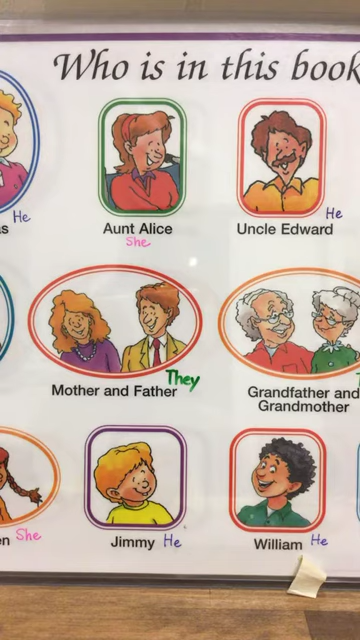 Who is in this book
He
s
Aunt Alice
She
Uncle Edward
He
Mother and Father
They
Grandfather and
Grandmother
en
She
Jimmy He
William He